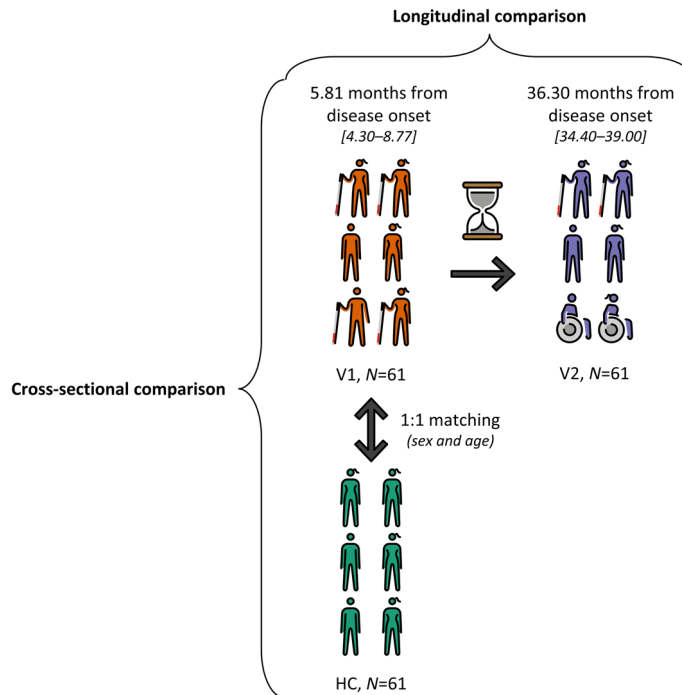 Longitudinal comparison
5.81 months from
disease onset
[4.30–8.77]
36.30 months from
disease onset
[34.40–39.00]
V1, N=61
V2, N=61
Cross-sectional comparison
1:1 matching
(sex and age)
HC, N=61